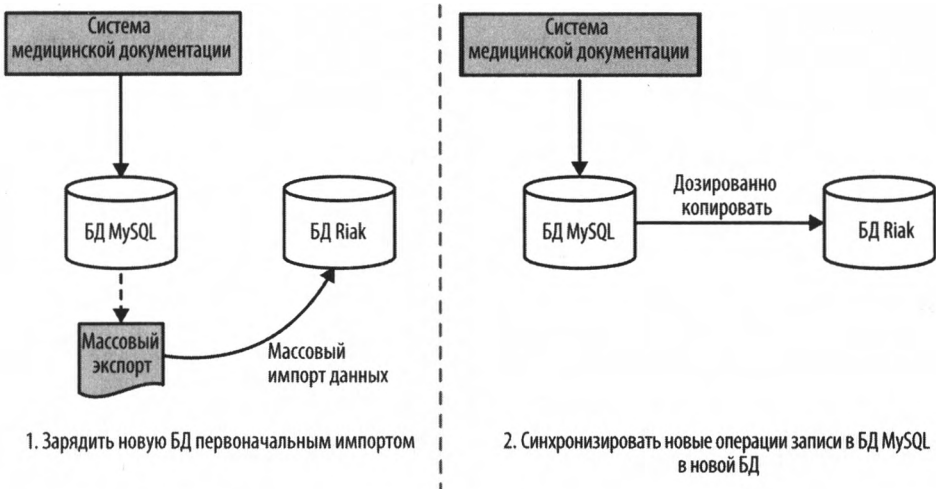 Система
медицинской документации
БД MySQL
БД Riak
Массовый
экспорт
Массовый
импорт данных
1. Зарядить новую БД первоначальным импортом
Система
медицинской документации
Дозированно
копировать
БД MySQL
БД Riak
2. Синхронизировать новые операции записи в БД MySQL
в новой БД